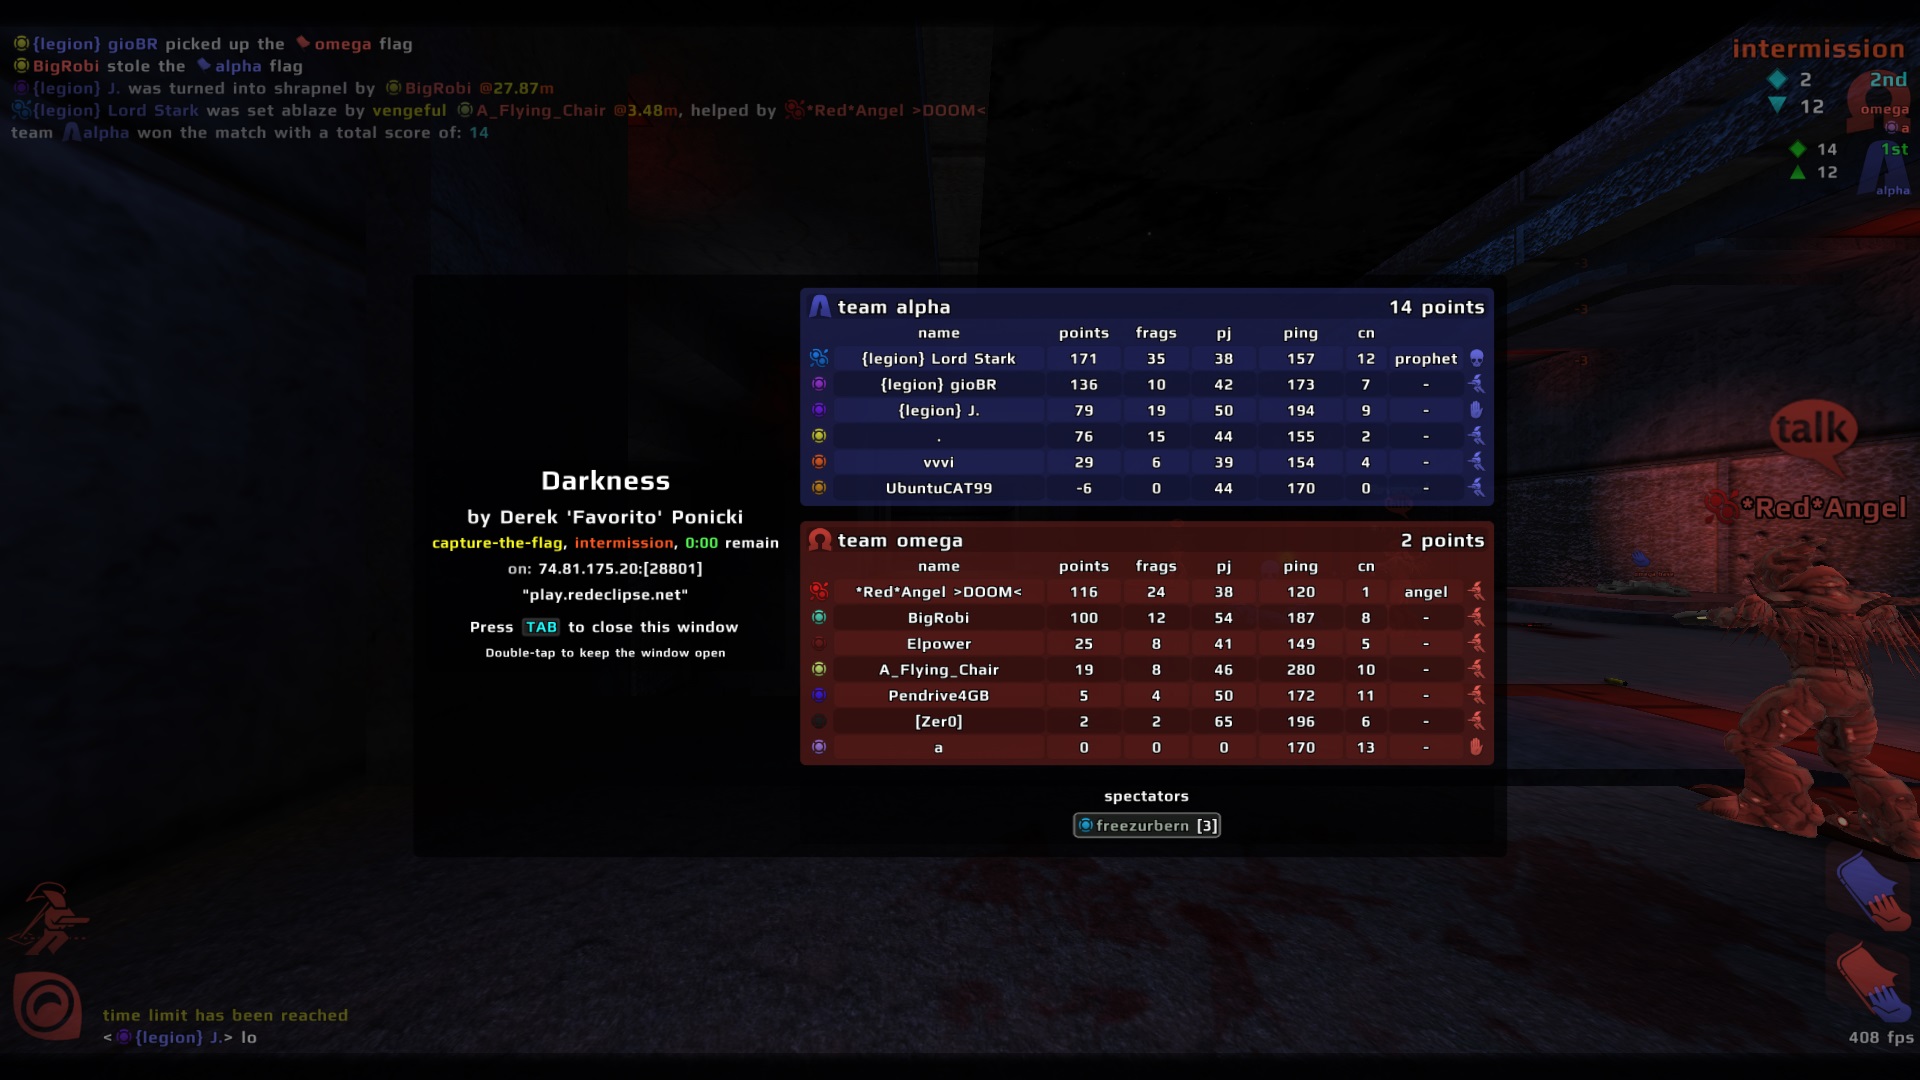 {legion} gioBR picked up the omega flag
BigRobi stole the alpha flag
{legion} J. was turned into shrapnel by BigRobi @27.87m
{legion} Lord Stark was set ablaze by vengeful A_Flying_Chair @3.48m, helped by *Red*Angel >DOOM<
team alpha won the match with a total score of: 14
intermission
2 2nd
12 omega
a
14 1st
12
alpha
team alpha 14 points
name points frags pj ping cn
{legion} Lord Stark 171 35 38 157 12 prophet
{legion} gioBR 136 10 42 173 7 -
{legion} J. 79 19 50 194 9 -
. 76 15 44 155 2 -
vvvi 29 6 39 154 4 -
UbuntuCAT99 -6 0 44 170 0 -
Darkness
by Derek 'Favorito' Ponicki
capture-the-flag, intermission, 0:00 remain
on: 74.81.175.20:[28801]
"play.redeclipse.net"
Press TAB to close this window
Double-tap to keep the window open
team omega 2 points
name points frags pj ping cn
*Red*Angel >DOOM< 116 24 38 120 1 angel
BigRobi 100 12 54 187 8 -
Elpower 25 8 41 149 5 -
A_Flying_Chair 19 8 46 280 10 -
Pendrive4GB 5 4 50 172 11 -
[Zer0] 2 2 65 196 6 -
a 0 0 0 170 13 -
spectators
freezurbern [3]
-3
-3
talk
*Red*Angel
time limit has been reached
<{legion} J.> lo
408 fps